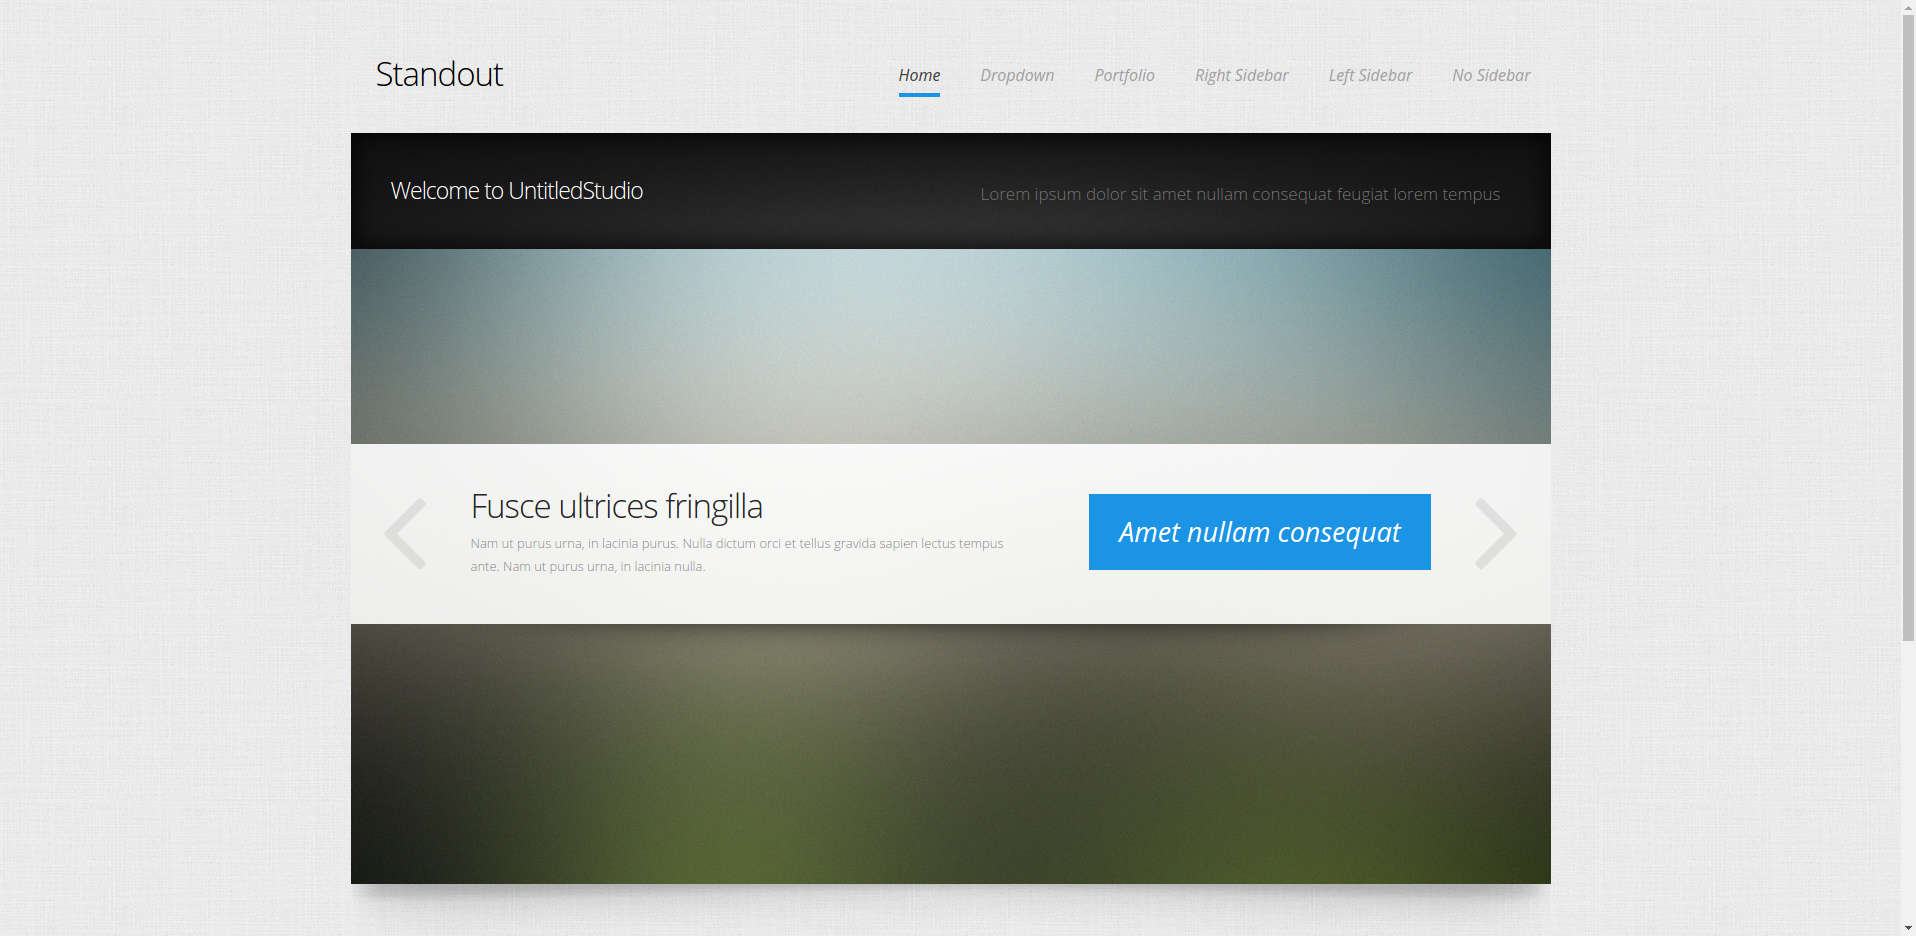 Standout
Home Dropdown Portfolio Right Sidebar Left Sidebar No Sidebar
Welcome to UntitledStudio
Lorem ipsum dolor sit amet nullam consequat feugiat lorem tempus
Fusce ultrices fringilla
Nam ut purus urna, in lacinia purus. Nulla dictum orci et tellus gravida sapien lectus tempus
ante. Nam ut purus urna, in lacinia nulla.
Amet nullam consequat